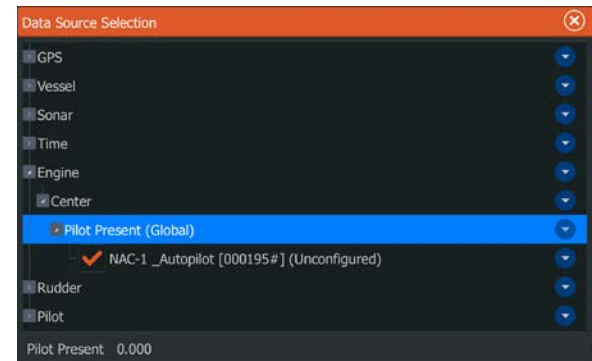 Data Source Selection
GPS
Vessel
Sonar
Time
Engine
Center
Pilot Present (Global)
NAC-1 _Autopilot [000195#] (Unconfigured)
Rudder
Pilot
Pilot Present 0.000